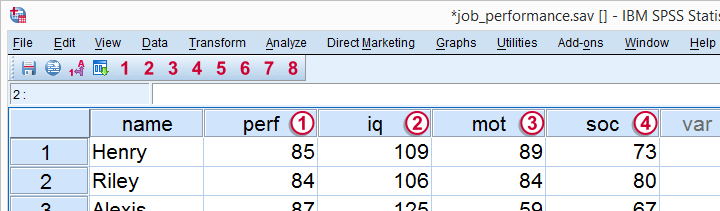 *job_performance.sav [] - IBM SPSS Statis
File Edit View Data Transform Analyze Direct Marketing Graphs Utilities Add-ons Window Help
1 2 3 4 5 6 7 8
2 :
name perf 1 iq 2 mot 3 soc 4 var
1 Henry 85 109 89 73
2 Riley 84 106 84 80
3 Alexis 87 125 59 67